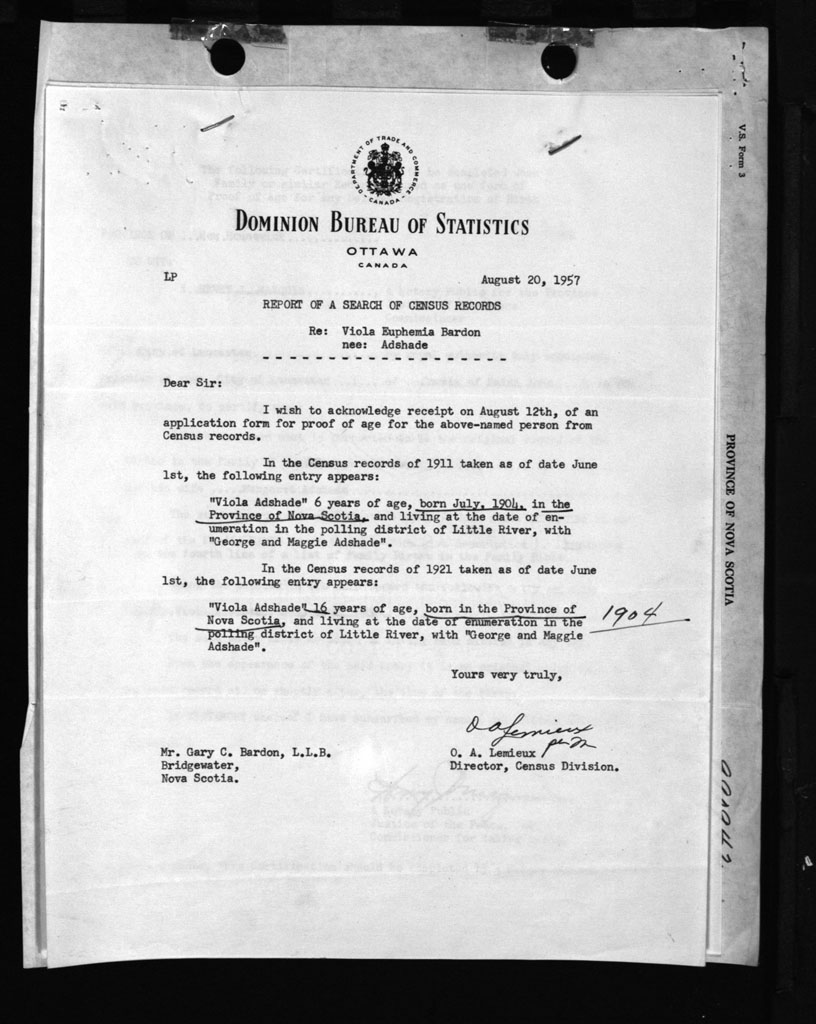 V.S. Form 3
DEPARTMENT OF TRADE AND COMMERCE
CANADA
DOMINION BUREAU OF STATISTICS
OTTAWA
CANADA
LP
August 20, 1957
REPORT OF A SEARCH OF CENSUS RECORDS
Re: Viola Euphemia Bardon
nee: Adshade
Dear Sir:
I wish to acknowledge receipt on August 12th, of an
application form for proof of age for the above-named person from
Census records.
In the Census records of 1911 taken as of date June
1st, the following entry appears:
"Viola Adshade" 6 years of age, born July, 1904, in the
Province of Nova Scotia, and living at the date of en-
umeration in the polling district of Little River, with
"George and Maggie Adshade".
In the Census records of 1921 taken as of date June
1st, the following entry appears:
"Viola Adshade" 16 years of age, born in the Province of
Nova Scotia, and living at the date of enumeration in the
polling district of Little River, with "George and Maggie
Adshade".
1904
Yours very truly,
O A Lemieux
O. A. Lemieux
Director, Census Division.
Mr. Gary C. Bardon, L.L.B.
Bridgewater,
Nova Scotia.
PROVINCE OF NOVA SCOTIA